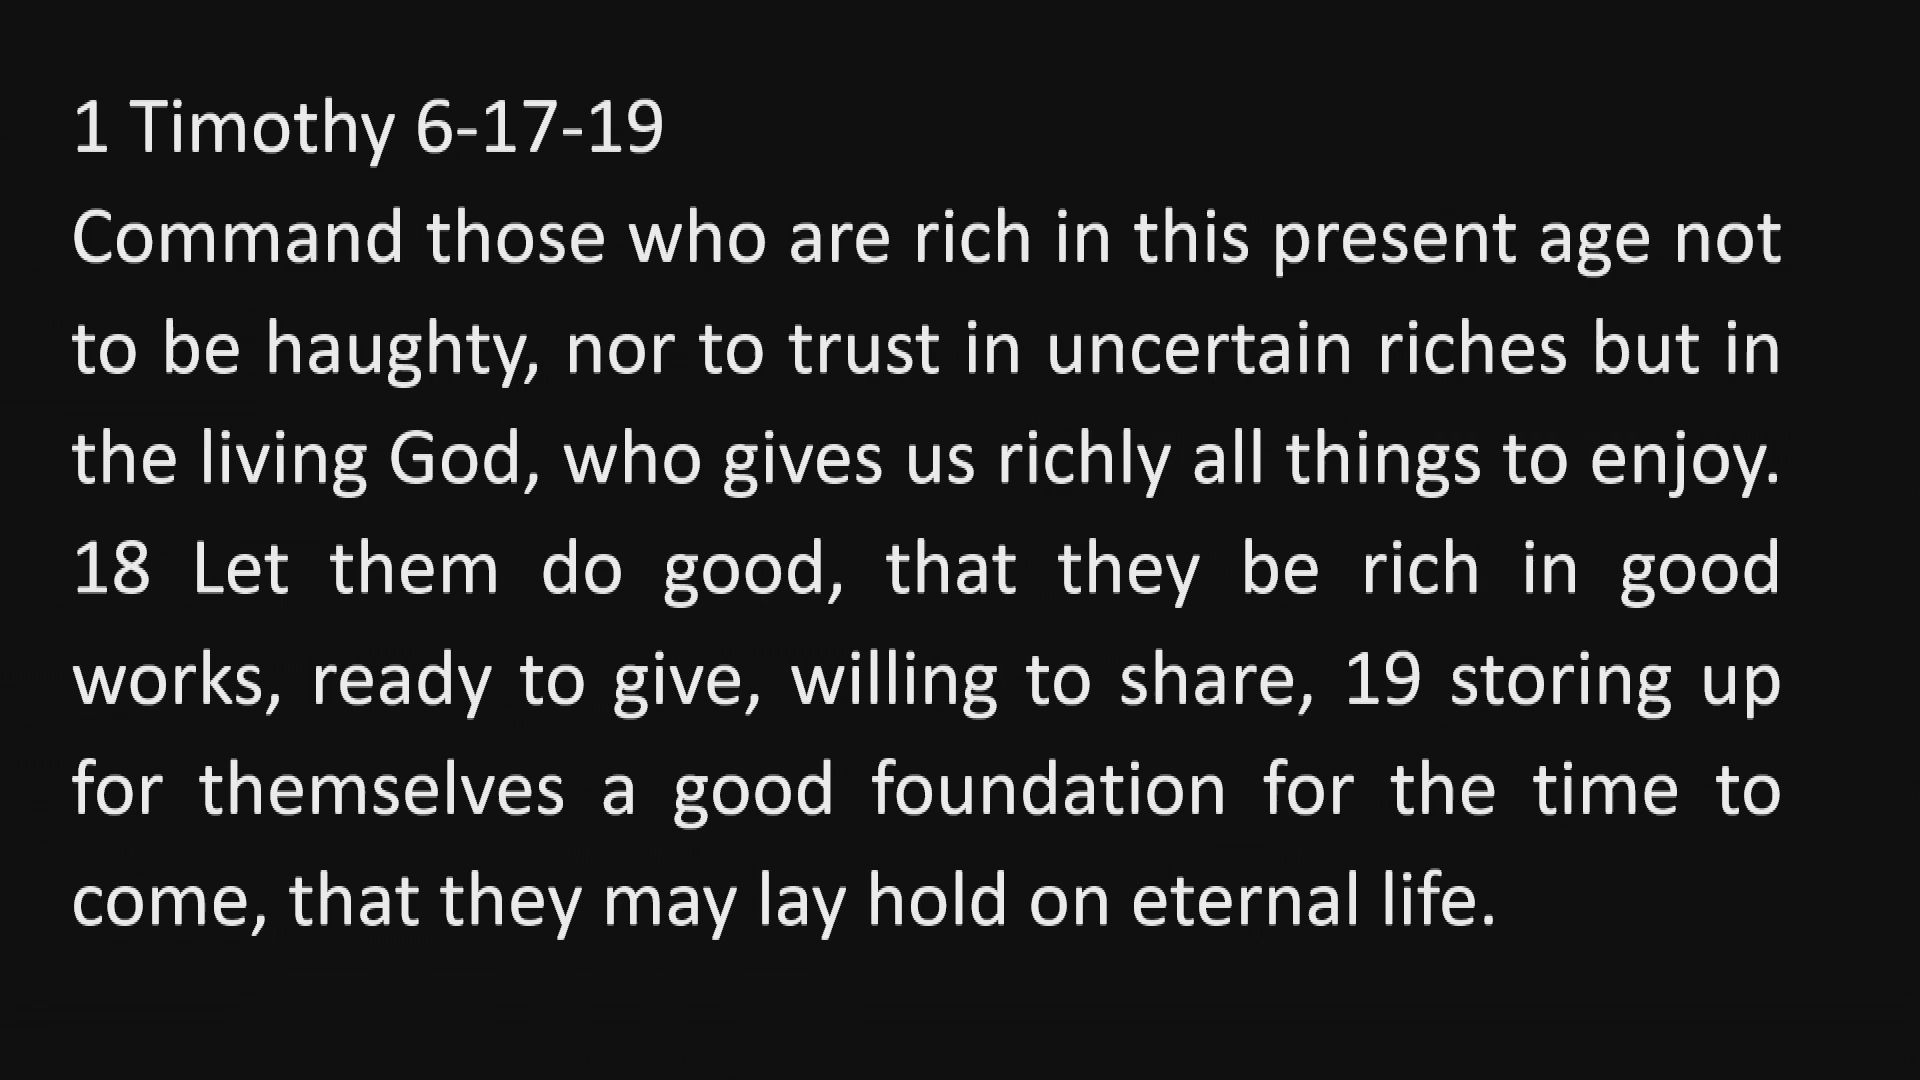 1 Timothy 6-17-19
Command those who are rich in this present age not
to be haughty, nor to trust in uncertain riches but in
the living God, who gives us richly all things to enjoy.
18 Let them do good, that they be rich in good
works, ready to give, willing to share, 19 storing up
for themselves a good foundation for the time to
come, that they may lay hold on eternal life.